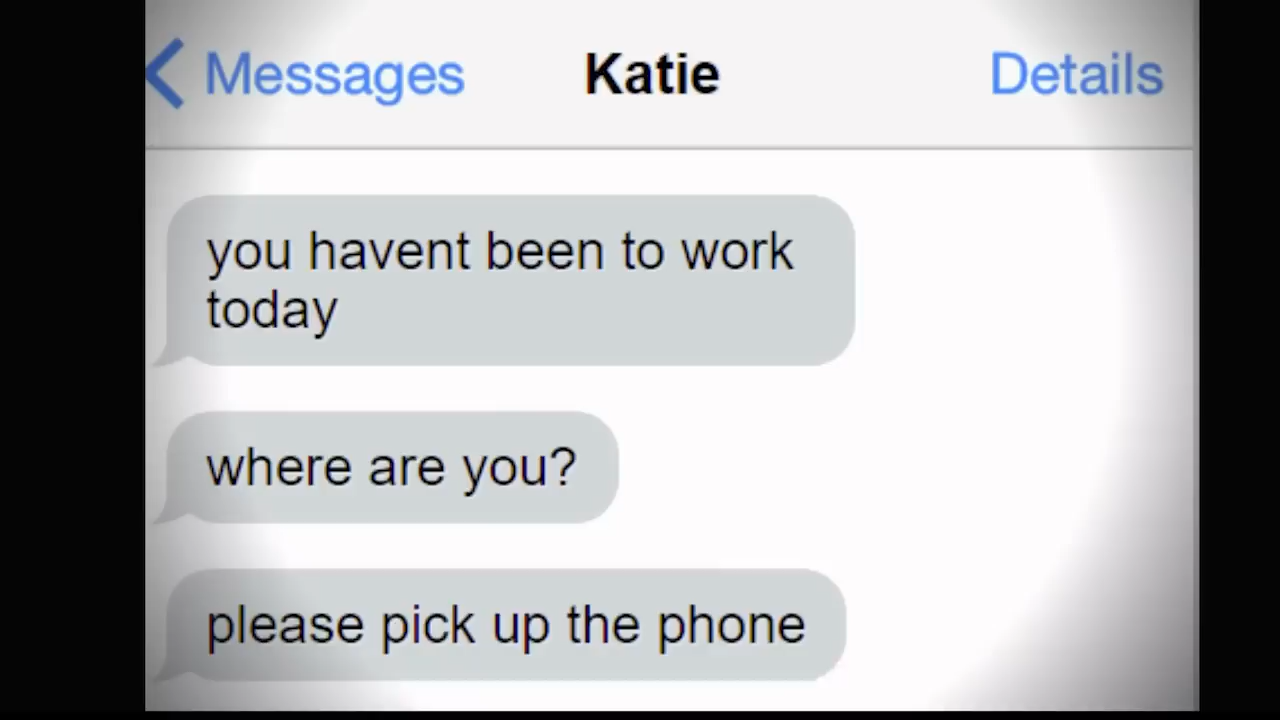 Messages Katie Details
you havent been to work
today
where are you?
please pick up the phone